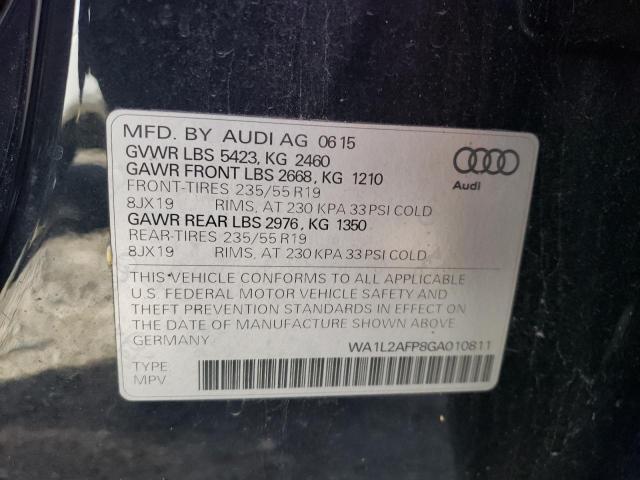 MFD. BY AUDI AG 06 15
GVWR LBS 5423, KG 2460
GAWR FRONT LBS 2668, KG 1210
FRONT-TIRES 235/55 R19
8JX19 RIMS, AT 230 KPA 33 PSI COLD
GAWR REAR LBS 2976, KG 1350
REAR-TIRES 235/55 R19
8JX19 RIMS, AT 230 KPA 33 PSI COLD
Audi
THIS VEHICLE CONFORMS TO ALL APPLICABLE
U.S. FEDERAL MOTOR VEHICLE SAFETY AND
THEFT PREVENTION STANDARDS IN EFFECT ON
THE DATE OF MANUFACTURE SHOWN ABOVE.
GERMANY
WA1L2AFP8GA010811
TYPE
MPV